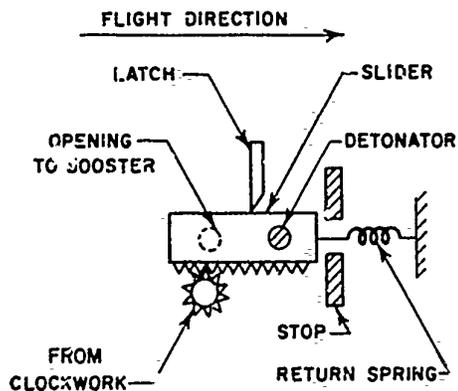 FLIGHT DIRECTION
LATCH
SLIDER
OPENING
TO BOOSTER
DETONATOR
STOP
FROM
CLOCKWORK
RETURN SPRING